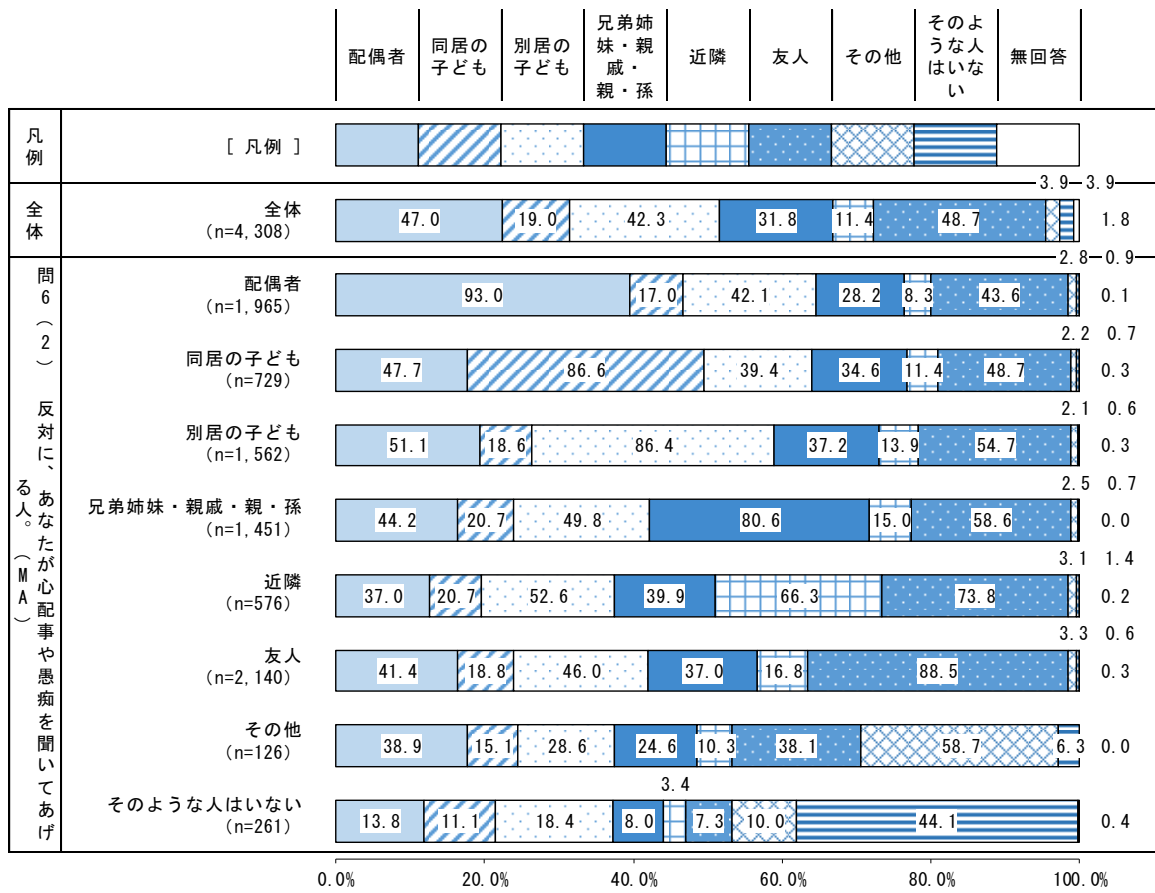 配偶者
同居の
子ども
別居の
子ども
兄弟姉
妹・親
戚・
親・孫
近隣
友人
その他
そのよ
うな人
はいな
い
無回答
凡例
[ 凡例 ]
全体
全体
(n=4,308)
47.0 19.0 42.3 31.8 11.4 48.7 3.9 3.9 1.8
問6(2) 反対に、あなたが心配事や愚痴を聞いてあげ
る人。(MA)
配偶者
(n=1,965)
93.0 17.0 42.1 28.2 8.3 43.6 2.8 0.9 0.1
同居の子ども
(n=729)
47.7 86.6 39.4 34.6 11.4 48.7 2.2 0.7 0.3
別居の子ども
(n=1,562)
51.1 18.6 86.4 37.2 13.9 54.7 2.1 0.6 0.3
兄弟姉妹・親戚・親・孫
(n=1,451)
44.2 20.7 49.8 80.6 15.0 58.6 2.5 0.7 0.0
近隣
(n=576)
37.0 20.7 52.6 39.9 66.3 73.8 3.1 1.4 0.2
友人
(n=2,140)
41.4 18.8 46.0 37.0 16.8 88.5 3.3 0.6 0.3
その他
(n=126)
38.9 15.1 28.6 24.6 10.3 38.1 58.7 6.3 0.0
そのような人はいない
(n=261)
13.8 11.1 18.4 8.0 3.4 7.3 10.0 44.1 0.4
0.0% 20.0% 40.0% 60.0% 80.0% 100.0%